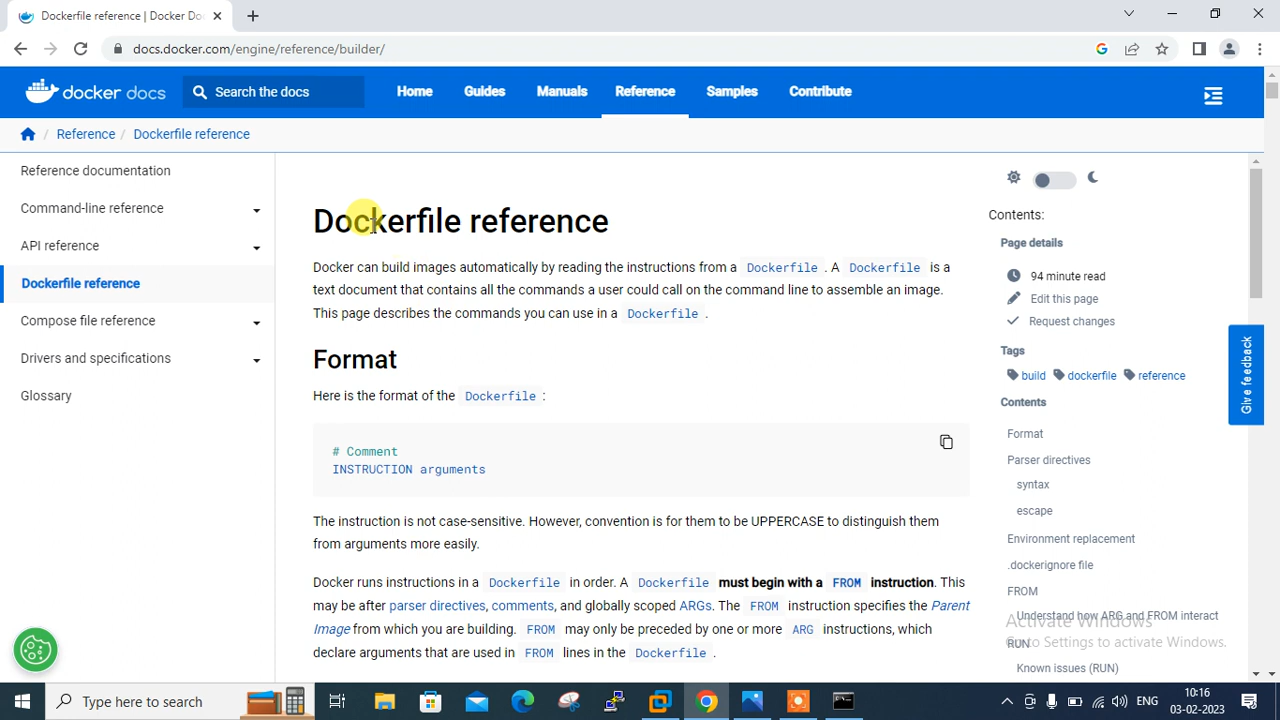 Dockerfile reference | Docker Do
docs.docker.com/engine/reference/builder/
docker docs
Search the docs
Home
Guides
Manuals
Reference
Samples
Contribute
Reference / Dockerfile reference
Reference documentation
Command-line reference
API reference
Dockerfile reference
Compose file reference
Drivers and specifications
Glossary
Dockerfile reference
Docker can build images automatically by reading the instructions from a Dockerfile . A Dockerfile is a
text document that contains all the commands a user could call on the command line to assemble an image.
This page describes the commands you can use in a Dockerfile .
Format
Here is the format of the Dockerfile :
# Comment
INSTRUCTION arguments
The instruction is not case-sensitive. However, convention is for them to be UPPERCASE to distinguish them
from arguments more easily.
Docker runs instructions in a Dockerfile in order. A Dockerfile must begin with a FROM instruction. This
may be after parser directives, comments, and globally scoped ARGs. The FROM instruction specifies the Parent
Image from which you are building. FROM may only be preceded by one or more ARG instructions, which
declare arguments that are used in FROM lines in the Dockerfile .
Contents:
Page details
94 minute read
Edit this page
Request changes
Tags
build dockerfile reference
Contents
Format
Parser directives
syntax
escape
Environment replacement
.dockerignore file
FROM
Understand how ARG and FROM interact
RUN
Known issues (RUN)
Give feedback
Activate Windows
Go to Settings to activate Windows.
Type here to search
ENG
10:16
03-02-2023